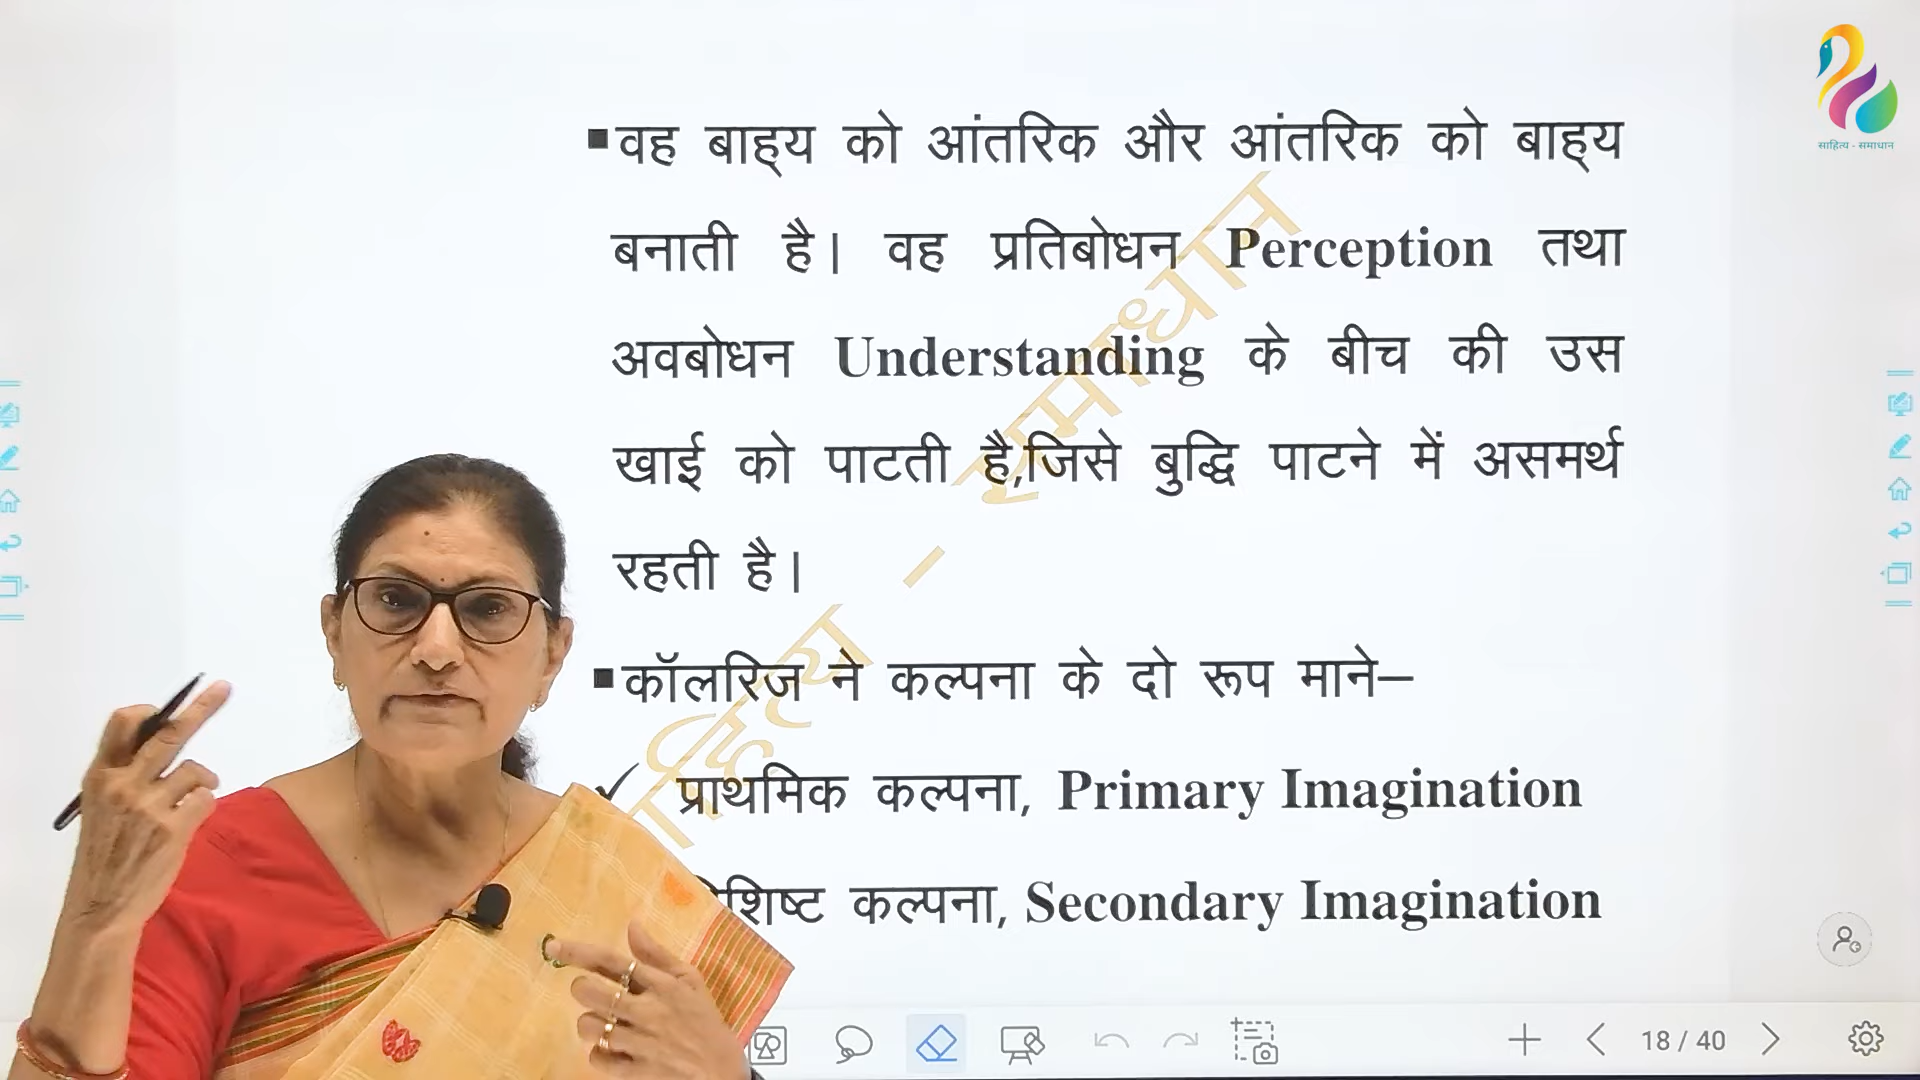 वह बाह्य को आंतरिक और आंतरिक को बाह्य
बनाती है। वह प्रतिबोधन Perception तथा
अवबोधन Understanding के बीच की उस
खाई को पाटती है,जिसे बुद्धि पाटने में असमर्थ
रहती है।
कॉलरिज ने कल्पना के दो रूप माने–
प्राथमिक कल्पना, Primary Imagination
कल्पना, Secondary Imagination
साहित्य - समाधान
18 / 40